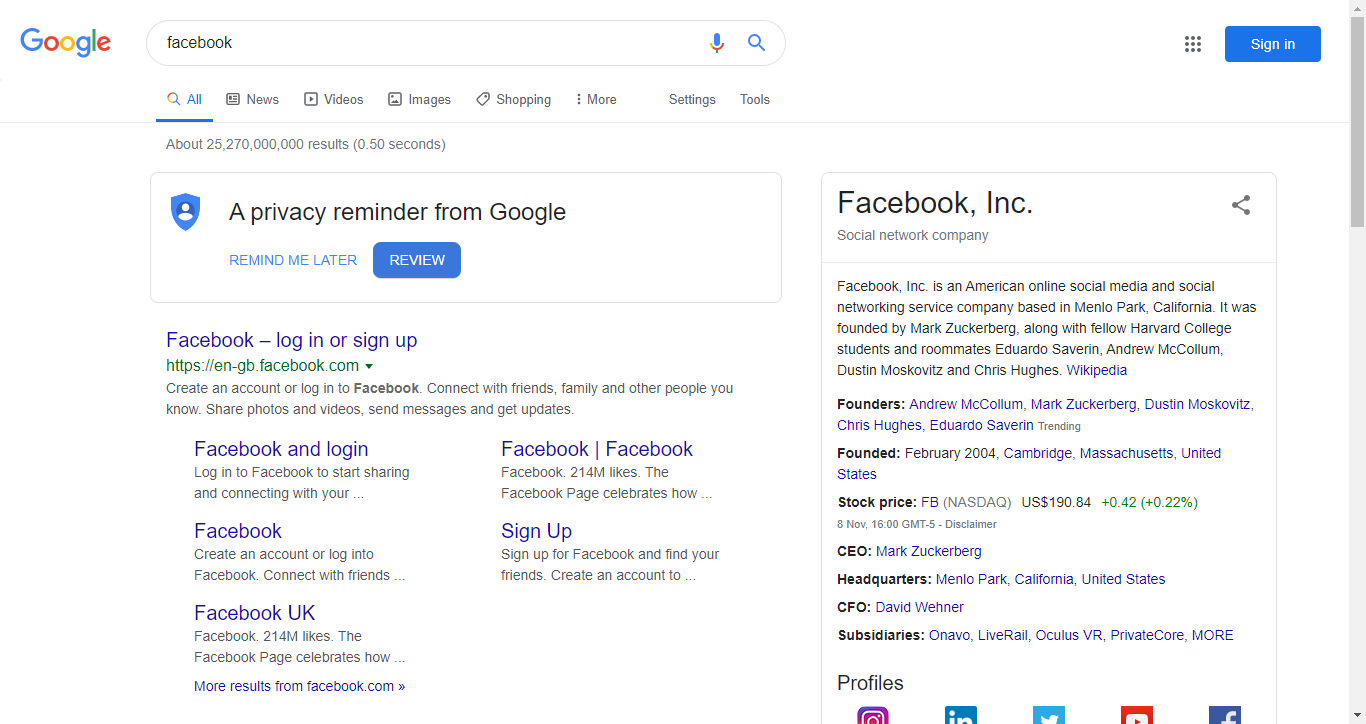 Google
facebook
Sign in
All
News
Videos
Images
Shopping
More
Settings
Tools
About 25,270,000,000 results (0.50 seconds)
A privacy reminder from Google
REMIND ME LATER
REVIEW
Facebook – log in or sign up
https://en-gb.facebook.com
Create an account or log in to Facebook. Connect with friends, family and other people you
know. Share photos and videos, send messages and get updates.
Facebook and login
Log in to Facebook to start sharing
and connecting with your ...
Facebook | Facebook
Facebook. 214M likes. The
Facebook Page celebrates how ...
Facebook
Create an account or log into
Facebook. Connect with friends ...
Sign Up
Sign up for Facebook and find your
friends. Create an account to ...
Facebook UK
Facebook. 214M likes. The
Facebook Page celebrates how ...
More results from facebook.com »
Facebook, Inc.
Social network company
Facebook, Inc. is an American online social media and social
networking service company based in Menlo Park, California. It was
founded by Mark Zuckerberg, along with fellow Harvard College
students and roommates Eduardo Saverin, Andrew McCollum,
Dustin Moskovitz and Chris Hughes. Wikipedia
Founders: Andrew McCollum, Mark Zuckerberg, Dustin Moskovitz,
Chris Hughes, Eduardo Saverin Trending
Founded: February 2004, Cambridge, Massachusetts, United
States
Stock price: FB (NASDAQ) US$190.84 +0.42 (+0.22%)
8 Nov, 16:00 GMT-5 - Disclaimer
CEO: Mark Zuckerberg
Headquarters: Menlo Park, California, United States
CFO: David Wehner
Subsidiaries: Onavo, LiveRail, Oculus VR, PrivateCore, MORE
Profiles
in
f